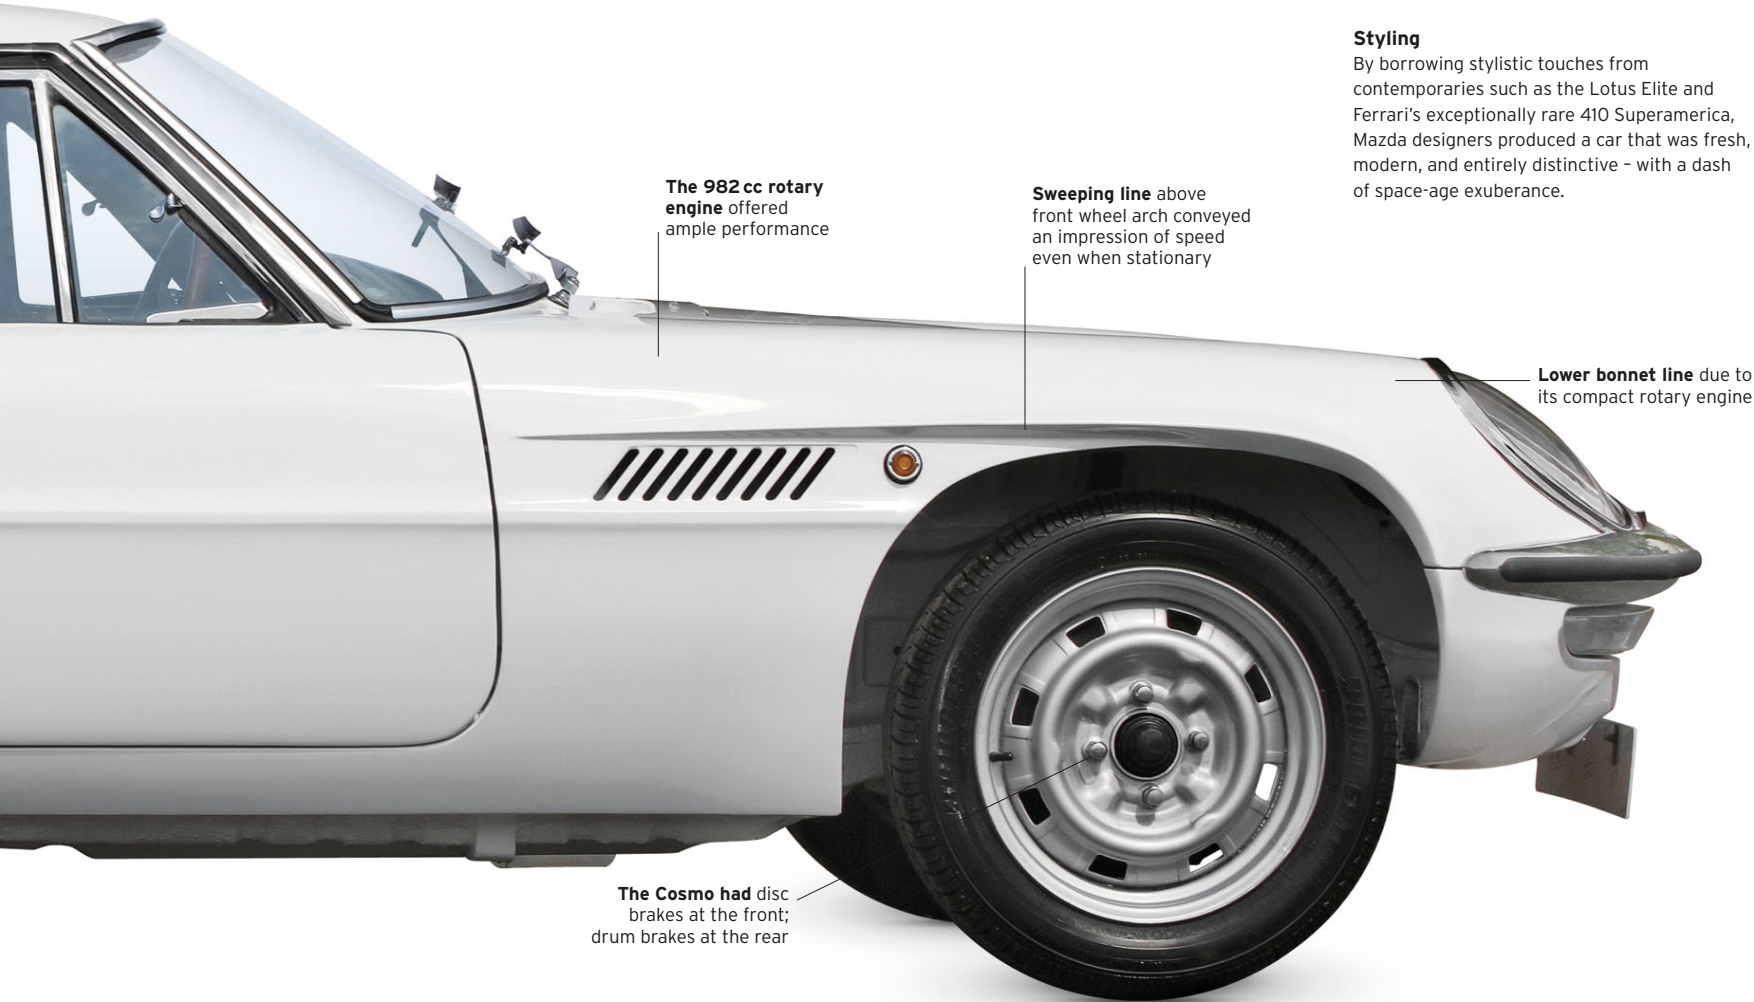 Styling
By borrowing stylistic touches from
contemporaries such as the Lotus Elite and
Ferrari's exceptionally rare 410 Superamerica,
Mazda designers produced a car that was fresh,
modern, and entirely distinctive – with a dash
of space-age exuberance.
The 982 cc rotary
engine offered
ample performance
Sweeping line above
front wheel arch conveyed
an impression of speed
even when stationary
Lower bonnet line due to
its compact rotary engine
The Cosmo had disc
brakes at the front;
drum brakes at the rear